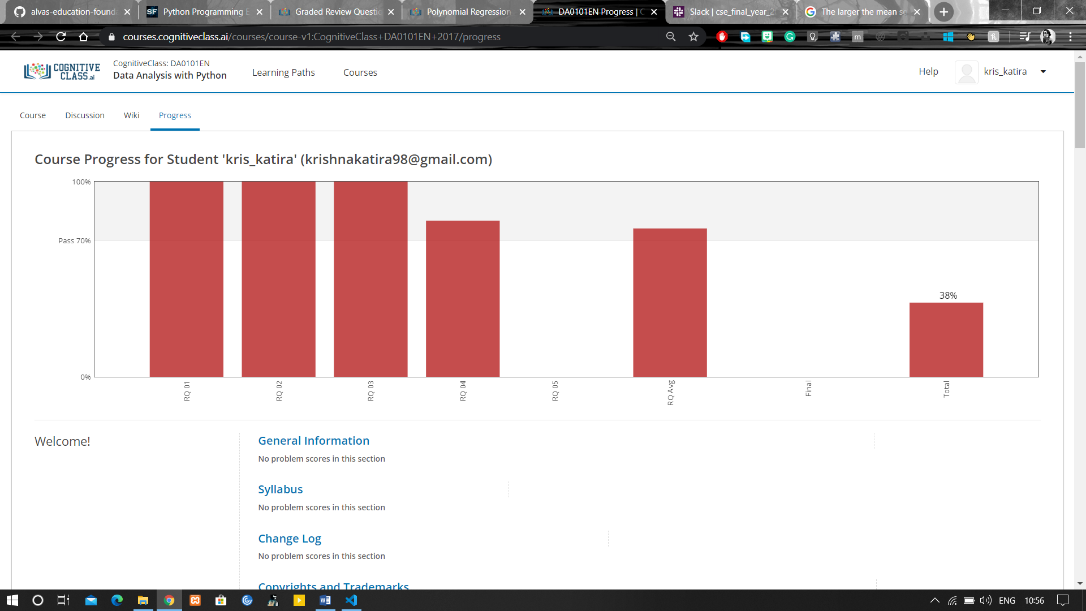 alvas-education-found
Python Programming E
Graded Review Questi
Polynomial Regression
DA0101EN Progress | C
Slack | cse_final_year_2
The larger the mean s
courses.cognitiveclass.ai/courses/course-v1:CognitiveClass+DA0101EN+2017/progress
COGNITIVE
CLASS.ai
CognitiveClass: DA0101EN
Data Analysis with Python
Learning Paths
Courses
Help
kris_katira
Course
Discussion
Wiki
Progress
Course Progress for Student 'kris_katira' (krishnakatira98@gmail.com)
100%
Pass 70%
0%
38%
RQ 01
RQ 02
RQ 03
RQ 04
RQ 05
RQ Avg
Final
Total
Welcome!
General Information
No problem scores in this section
Syllabus
No problem scores in this section
Change Log
No problem scores in this section
Copyrights and Trademarks
ENG
10:56